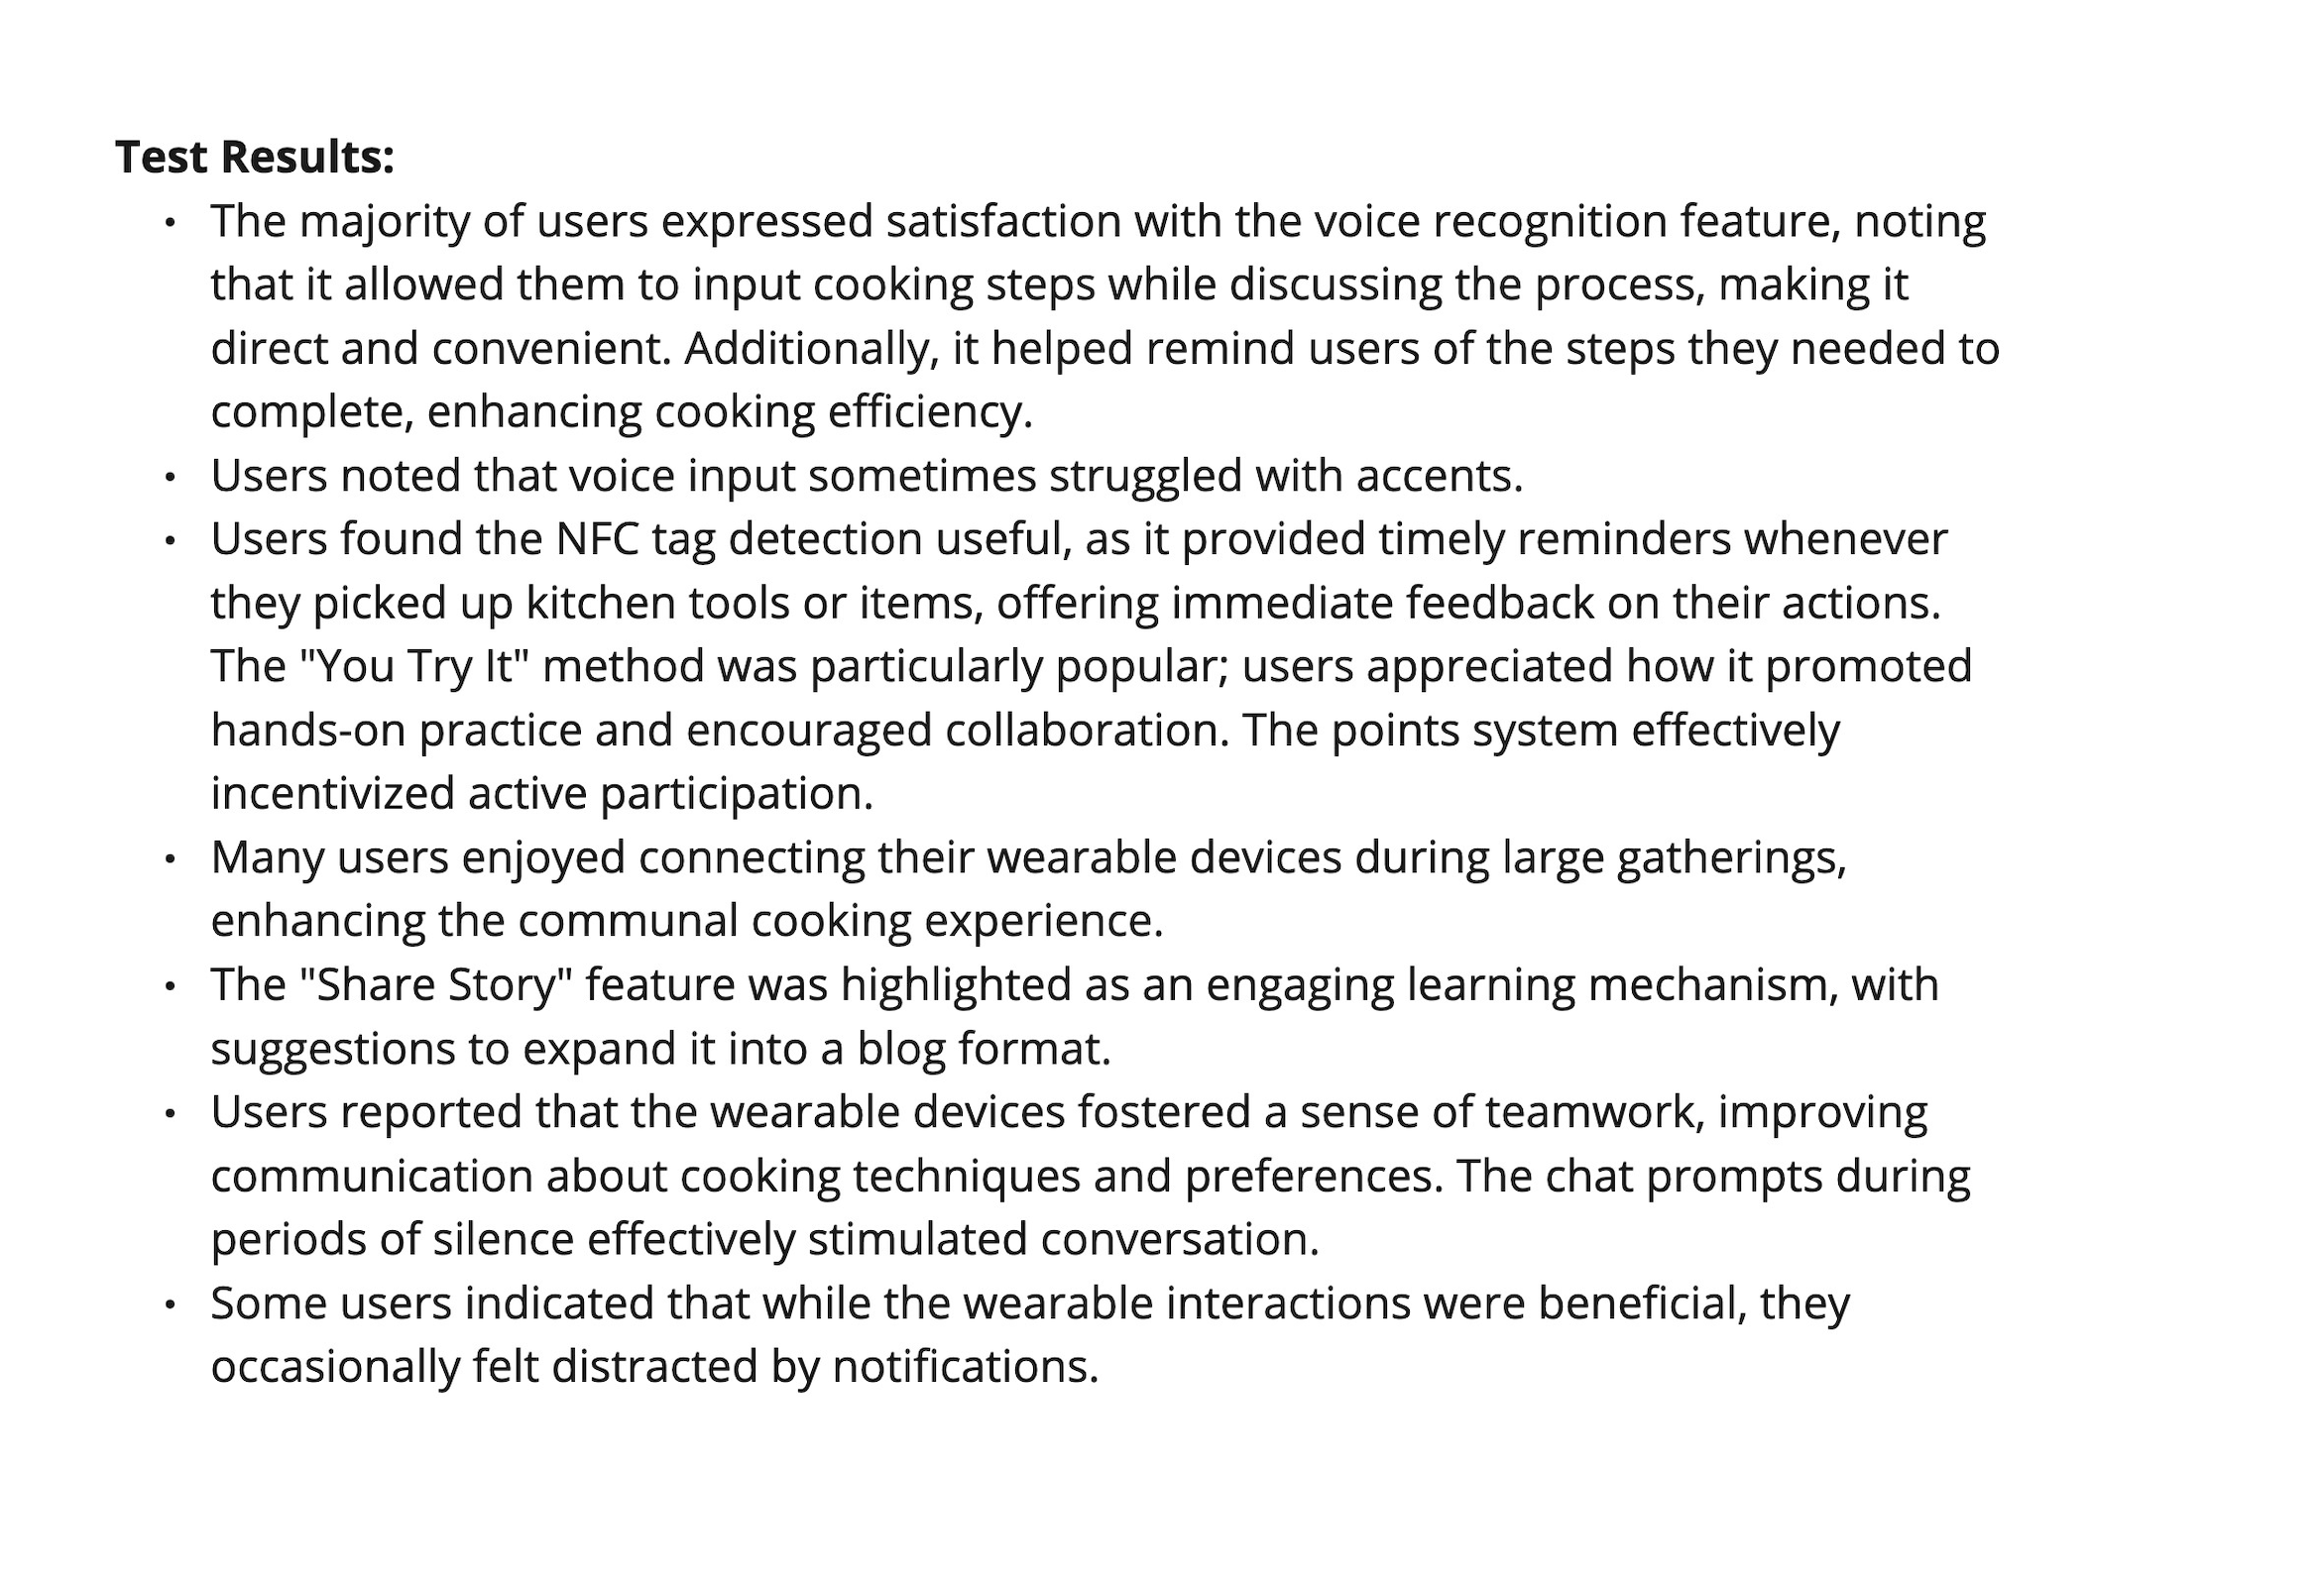 Test Results:
• The majority of users expressed satisfaction with the voice recognition feature, noting
that it allowed them to input cooking steps while discussing the process, making it
direct and convenient. Additionally, it helped remind users of the steps they needed to
complete, enhancing cooking efficiency.
• Users noted that voice input sometimes struggled with accents.
• Users found the NFC tag detection useful, as it provided timely reminders whenever
they picked up kitchen tools or items, offering immediate feedback on their actions.
The "You Try It" method was particularly popular; users appreciated how it promoted
hands-on practice and encouraged collaboration. The points system effectively
incentivized active participation.
• Many users enjoyed connecting their wearable devices during large gatherings,
enhancing the communal cooking experience.
• The "Share Story" feature was highlighted as an engaging learning mechanism, with
suggestions to expand it into a blog format.
• Users reported that the wearable devices fostered a sense of teamwork, improving
communication about cooking techniques and preferences. The chat prompts during
periods of silence effectively stimulated conversation.
• Some users indicated that while the wearable interactions were beneficial, they
occasionally felt distracted by notifications.